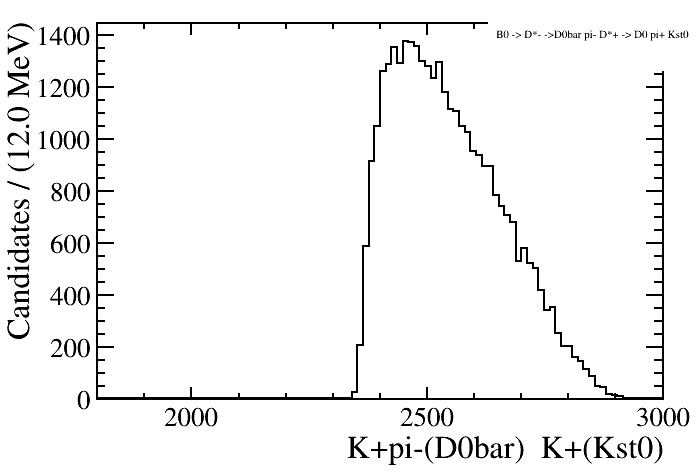 B0 -> D*- ->D0bar pi- D*+ -> D0 pi+ Kst0
Candidates / (12.0 MeV)
1400
1200
1000
800
600
400
200
0
2000 2500 3000
K+pi-(D0bar) K+(Kst0)